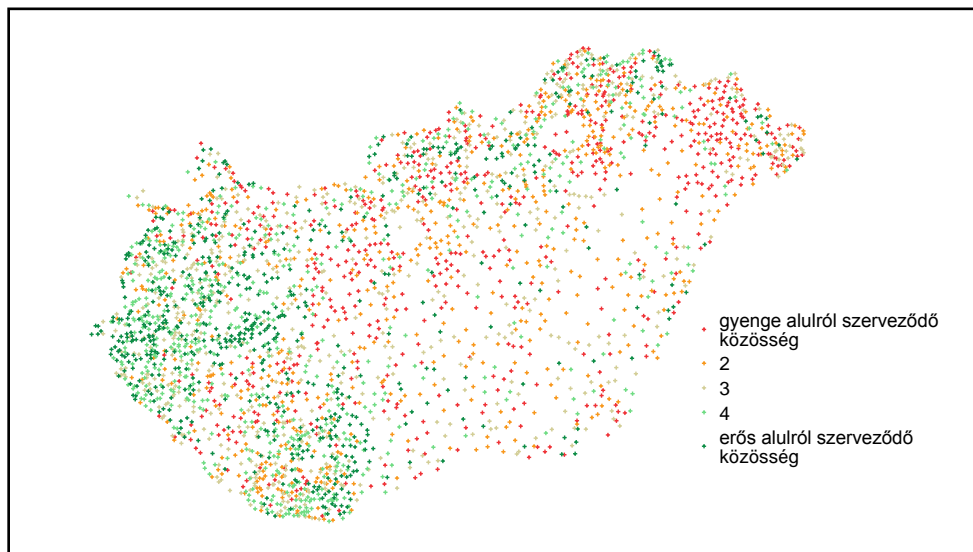 gyenge alulról szerveződő
közösség
2
3
4
erős alulról szerveződő
közösség